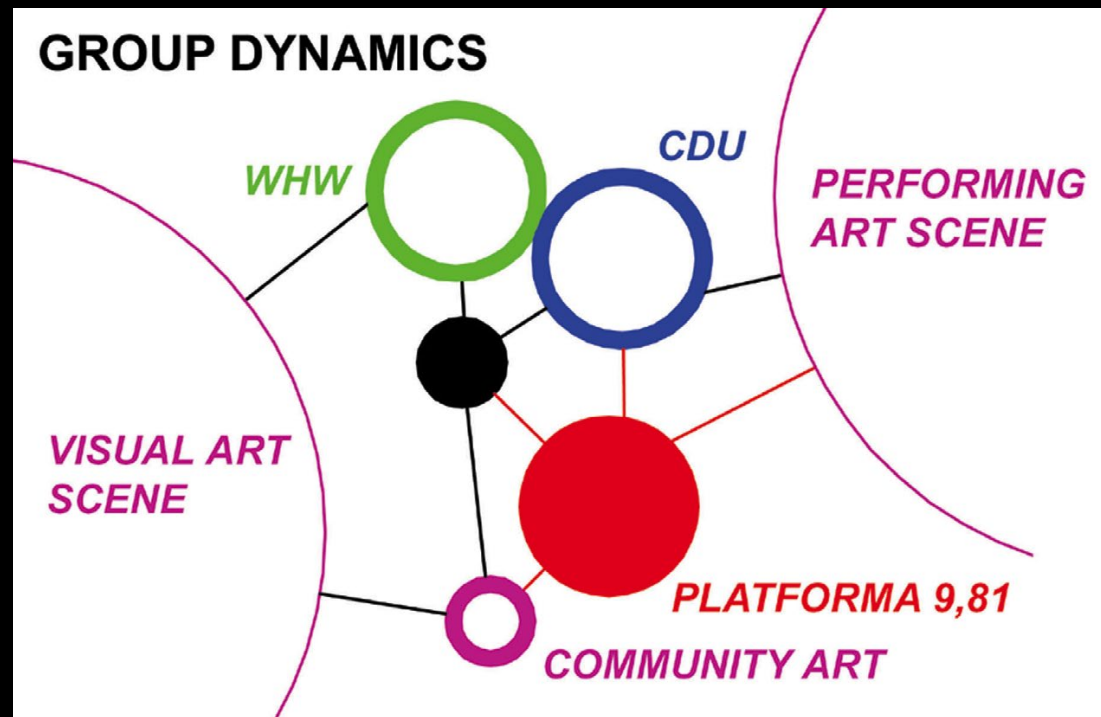 GROUP DYNAMICS
WHW
CDU
PERFORMING
ART SCENE
VISUAL ART
SCENE
PLATFORMA 9,81
COMMUNITY ART